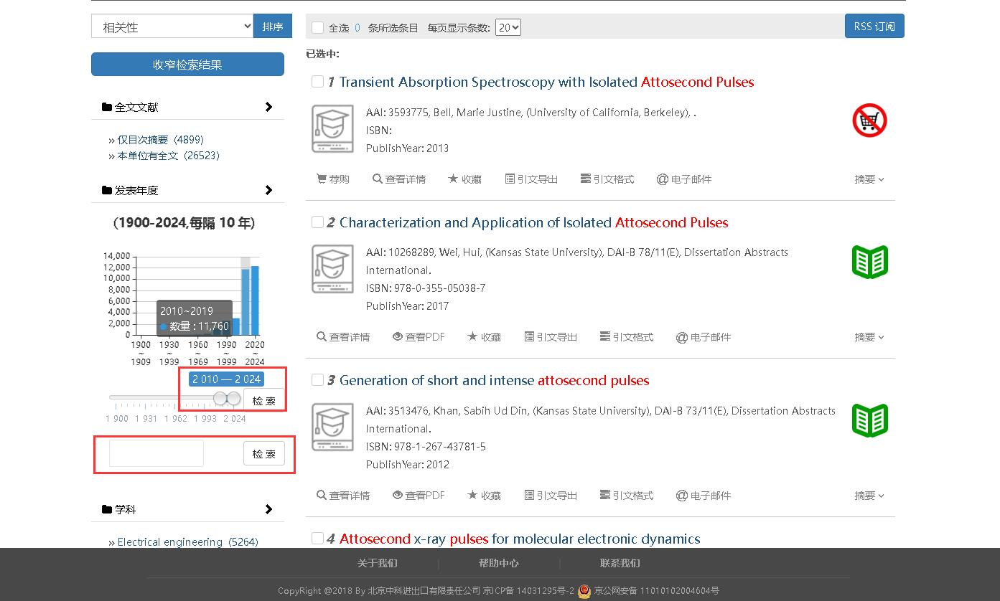 相关性 排序
收窄检索结果
全文文献
» 仅目次摘要 (4899)
» 本单位有全文 (26523)
发表年度
(1900-2024,每隔 10 年)
14,000
12,000
10,000
8,000
6,000
4,000
2,000
0
2010~2019
数量 : 11,760
1900 1930 1960 1990 2020
~ ~ ~ ~ ~
1909 1939 1969 1999 2024
2 010 — 2 024
检 索
1 900 1 931 1 962 1 993 2 024
检 索
学科
» Electrical engineering (5264)
全选 0 条所选条目 每页显示条数: 20
RSS 订阅
已选中:
1 Transient Absorption Spectroscopy with Isolated Attosecond Pulses
AAI: 3593775, Bell, Marie Justine, (University of California, Berkeley), .
ISBN:
PublishYear: 2013
荐购 查看详情 收藏 引文导出 引文格式 电子邮件 摘要
2 Characterization and Application of Isolated Attosecond Pulses
AAI: 10268289, Wei, Hui, (Kansas State University), DAI-B 78/11(E), Dissertation Abstracts
International.
ISBN: 978-0-355-05038-7
PublishYear: 2017
查看详情 查看PDF 收藏 引文导出 引文格式 电子邮件 摘要
3 Generation of short and intense attosecond pulses
AAI: 3513476, Khan, Sabih Ud Din, (Kansas State University), DAI-B 73/11(E), Dissertation Abstracts
International.
ISBN: 978-1-267-43781-5
PublishYear: 2012
查看详情 查看PDF 收藏 引文导出 引文格式 电子邮件 摘要
4 Attosecond x-ray pulses for molecular electronic dynamics
关于我们 | 帮助中心 | 联系我们
CopyRight @2018 By 北京中科进出口有限责任公司 京ICP备 14031295号-2 京公网安备 11010102004604号